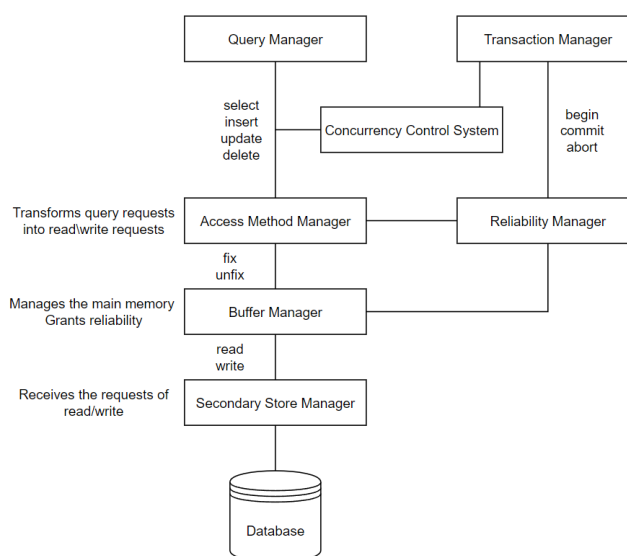 Query Manager
Transaction Manager
select
insert
update
delete
Concurrency Control System
begin
commit
abort
Transforms query requests
into read\write requests
Access Method Manager
Reliability Manager
fix
unfix
Manages the main memory
Grants reliability
Buffer Manager
read
write
Receives the requests of
read/write
Secondary Store Manager
Database